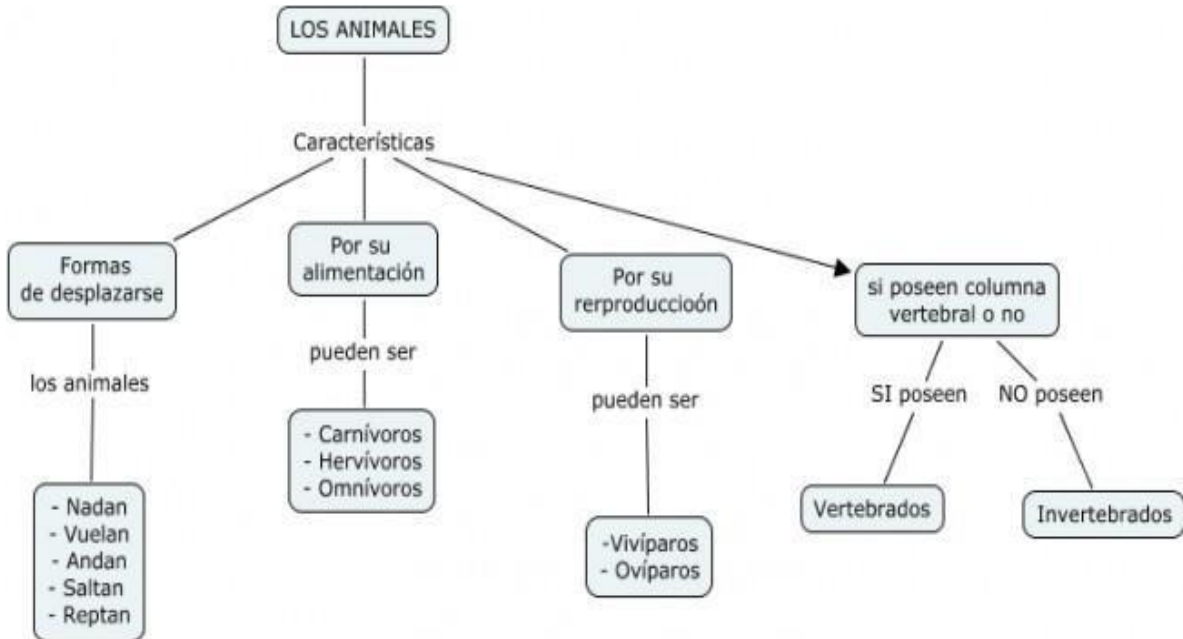 LOS ANIMALES
Característicás
Formas
de desplazarse
los animales
- Nadan
- Vuelan
- Andan
- Saltan
- Reptan
Por su
alimentación
pueden ser
- Carnívoros
- Hervívoros
- Omnívoros
Por su
rerproduccioón
pueden ser
-Vivíparos
- Ovíparos
si poseen columna
vertebral o no
SI poseen
Vertebrados
NO poseen
Invertebrados